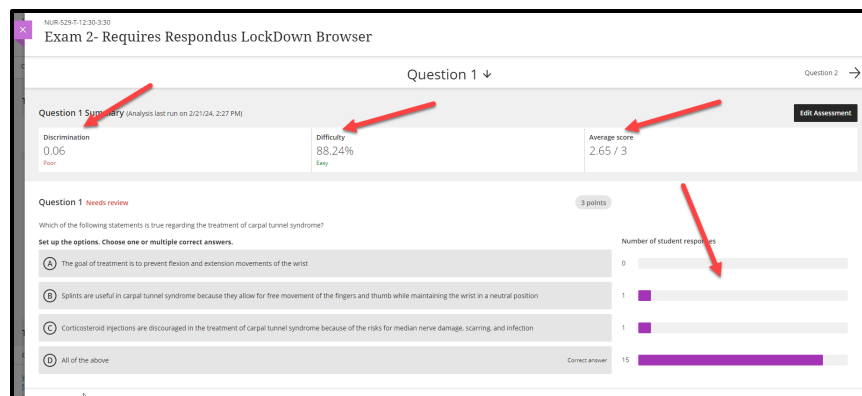 NUR-529-T-12:30-3:30
Exam 2- Requires Respondus LockDown Browser
Question 1
Question 2
Question 1 Summary (Analysis last run on 2/21/24, 2:27 PM)
Edit Assessment
Discrimination
0.06
Poor
Difficulty
88.24%
Easy
Average score
2.65 / 3
Question 1 Needs review
3 points
Which of the following statements is true regarding the treatment of carpal tunnel syndrome?
Set up the options. Choose one or multiple correct answers.
Number of student responses
A The goal of treatment is to prevent flexion and extension movements of the wrist
0
B Splints are useful in carpal tunnel syndrome because they allow for free movement of the fingers and thumb while maintaining the wrist in a neutral position
1
C Corticosteroid injections are discouraged in the treatment of carpal tunnel syndrome because of the risks for median nerve damage, scarring, and infection
1
D All of the above
Correct answer
15